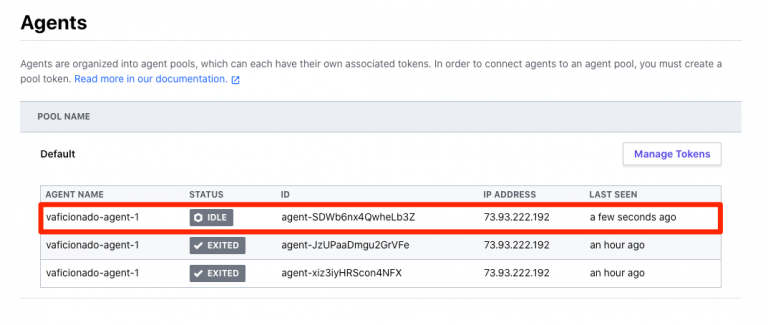 Agents
Agents are organized into agent pools, which can each have their own associated tokens. In order to connect agents to an agent pool, you must create a
pool token. Read more in our documentation.
POOL NAME
Default
Manage Tokens
AGENT NAME STATUS ID IP ADDRESS LAST SEEN
vaficionado-agent-1 IDLE agent-SDWb6nx4QwheLb3Z 73.93.222.192 a few seconds ago
vaficionado-agent-1 EXITED agent-JzUPaaDmgu2GrVFe 73.93.222.192 an hour ago
vaficionado-agent-1 EXITED agent-xiz3iyHRScon4NFX 73.93.222.192 an hour ago